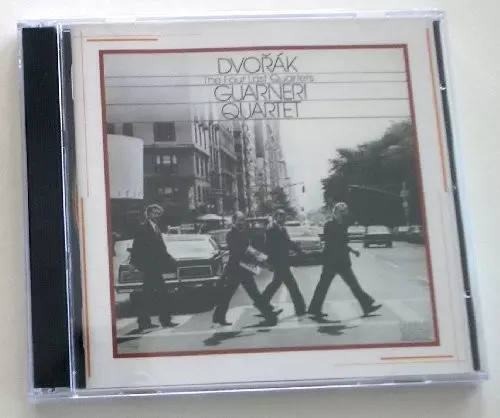 DVOŘÁK
The Four Last Quartets
GUARNERI
QUARTET